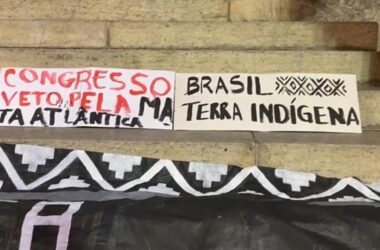 CONGRESSO
VETO PELA MA
TA ATLÂNTICA
BRASIL
TERRA INDÍGENA